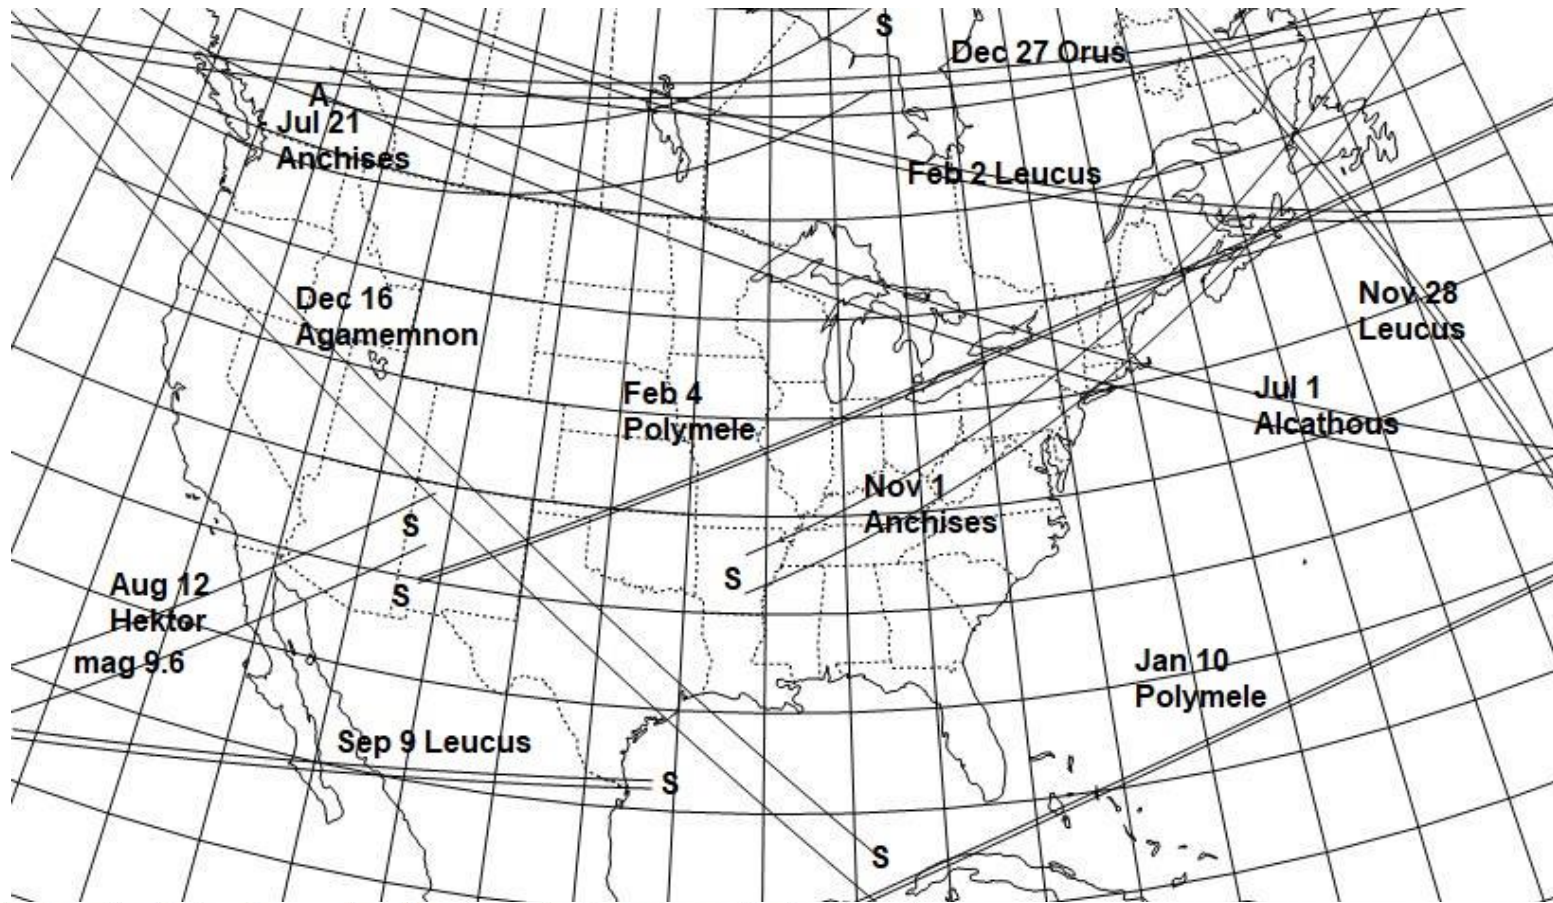 S
Dec 27 Orus
A
Jul 21
Anchises
Feb 2 Leucus
Dec 16
Agamemnon
Nov 28
Leucus
Feb 4
Polymele
Jul 1
Alcathous
Nov 1
Anchises
S
S
S
Aug 12
Hektor
mag 9.6
Jan 10
Polymele
Sep 9 Leucus
S
S